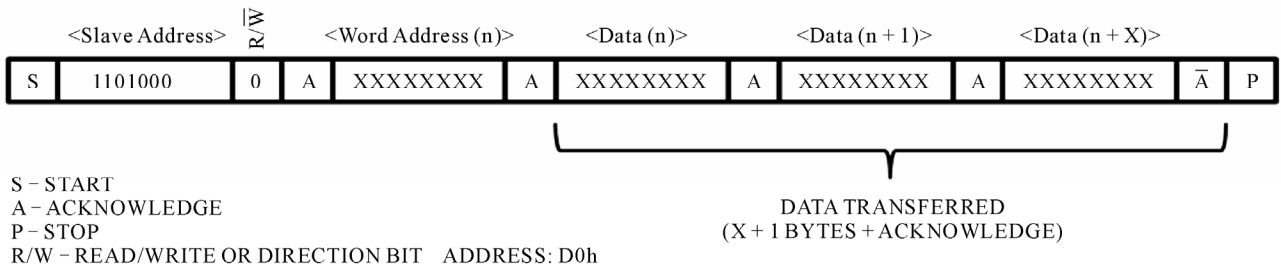 <Slave Address> R/W̅ <Word Address (n)> <Data (n)> <Data (n + 1)> <Data (n + X)>
S 1101000 0 A XXXXXXXX A XXXXXXXX A XXXXXXXX A XXXXXXXX A̅ P
S – START
A – ACKNOWLEDGE
P – STOP
R/W – READ/WRITE OR DIRECTION BIT ADDRESS: D0h
DATA TRANSFERRED
(X + 1 BYTES + ACKNOWLEDGE)